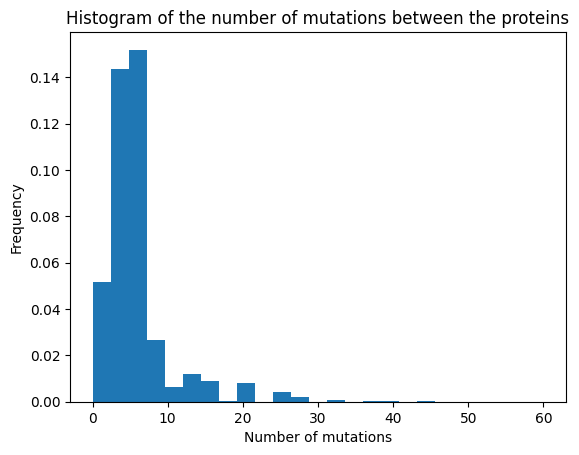 Histogram of the number of mutations between the proteins
Frequency
0.14
0.12
0.10
0.08
0.06
0.04
0.02
0.00
0 10 20 30 40 50 60
Number of mutations